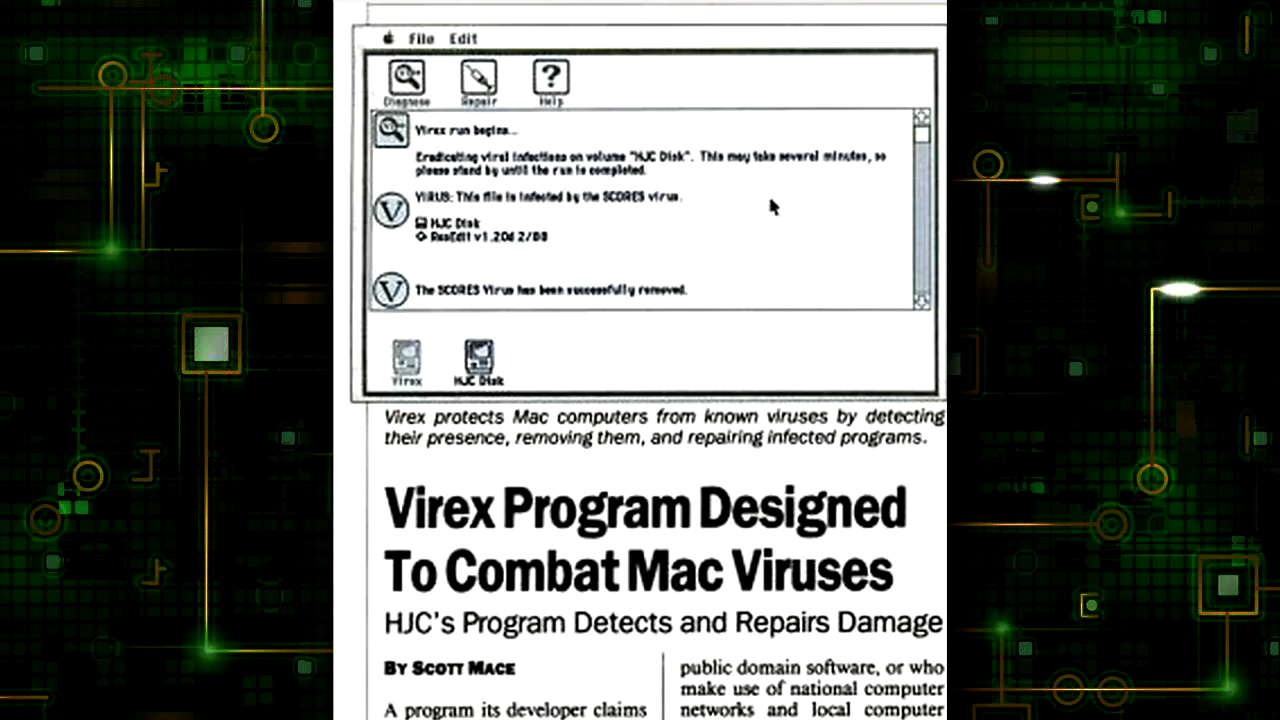 File Edit
Diagnose Repair Help
Virex run begins...
Eradicating viral infections on volume "HJC Disk". This may take several minutes, so
please stand by until the run is completed.
VIRUS: This file is infected by the SCORES virus.
HJC Disk
ResEdit v1.20d 2/88
The SCORES Virus has been successfully removed.
Virex HJC Disk
Virex protects Mac computers from known viruses by detecting
their presence, removing them, and repairing infected programs.
Virex Program Designed
To Combat Mac Viruses
HJC's Program Detects and Repairs Damage
BY SCOTT MACE
A program its developer claims
public domain software, or who
make use of national computer
networks and local computer